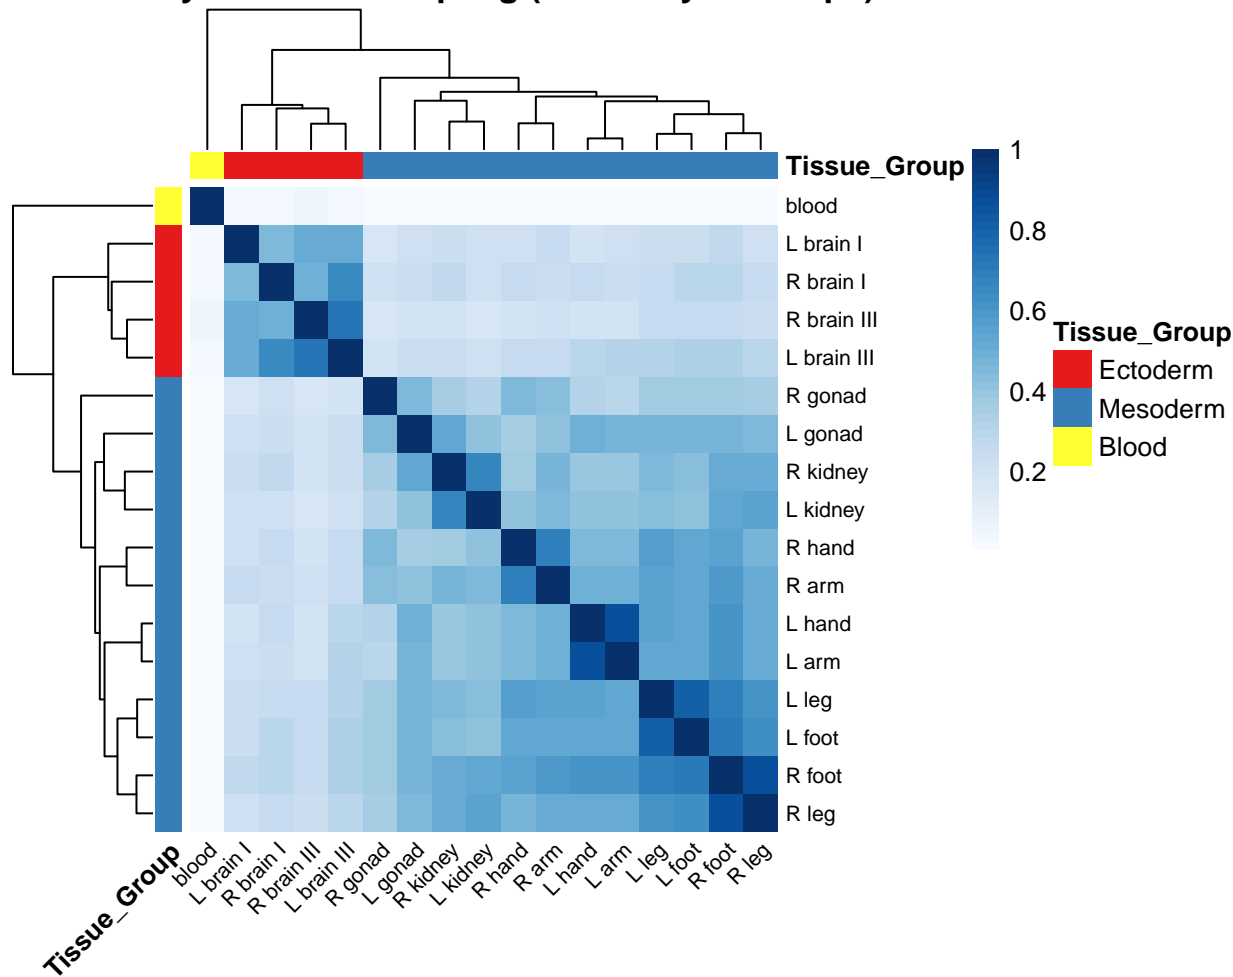 Tissue_Group
1
blood
L brain I
0.8
R brain I
0.6
R brain III
Tissue_Group
L brain III
Ectoderm
R gonad
0.4
Mesoderm
L gonad
Blood
R kidney
0.2
L kidney
R hand
R arm
L hand
L arm
L leg
L foot
R foot
R leg
Tissue_Group
blood
L brain I
R brain I
R brain III
L brain III
R gonad
L gonad
R kidney
L kidney
R hand
R arm
L hand
L arm
L leg
L foot
R foot
R leg